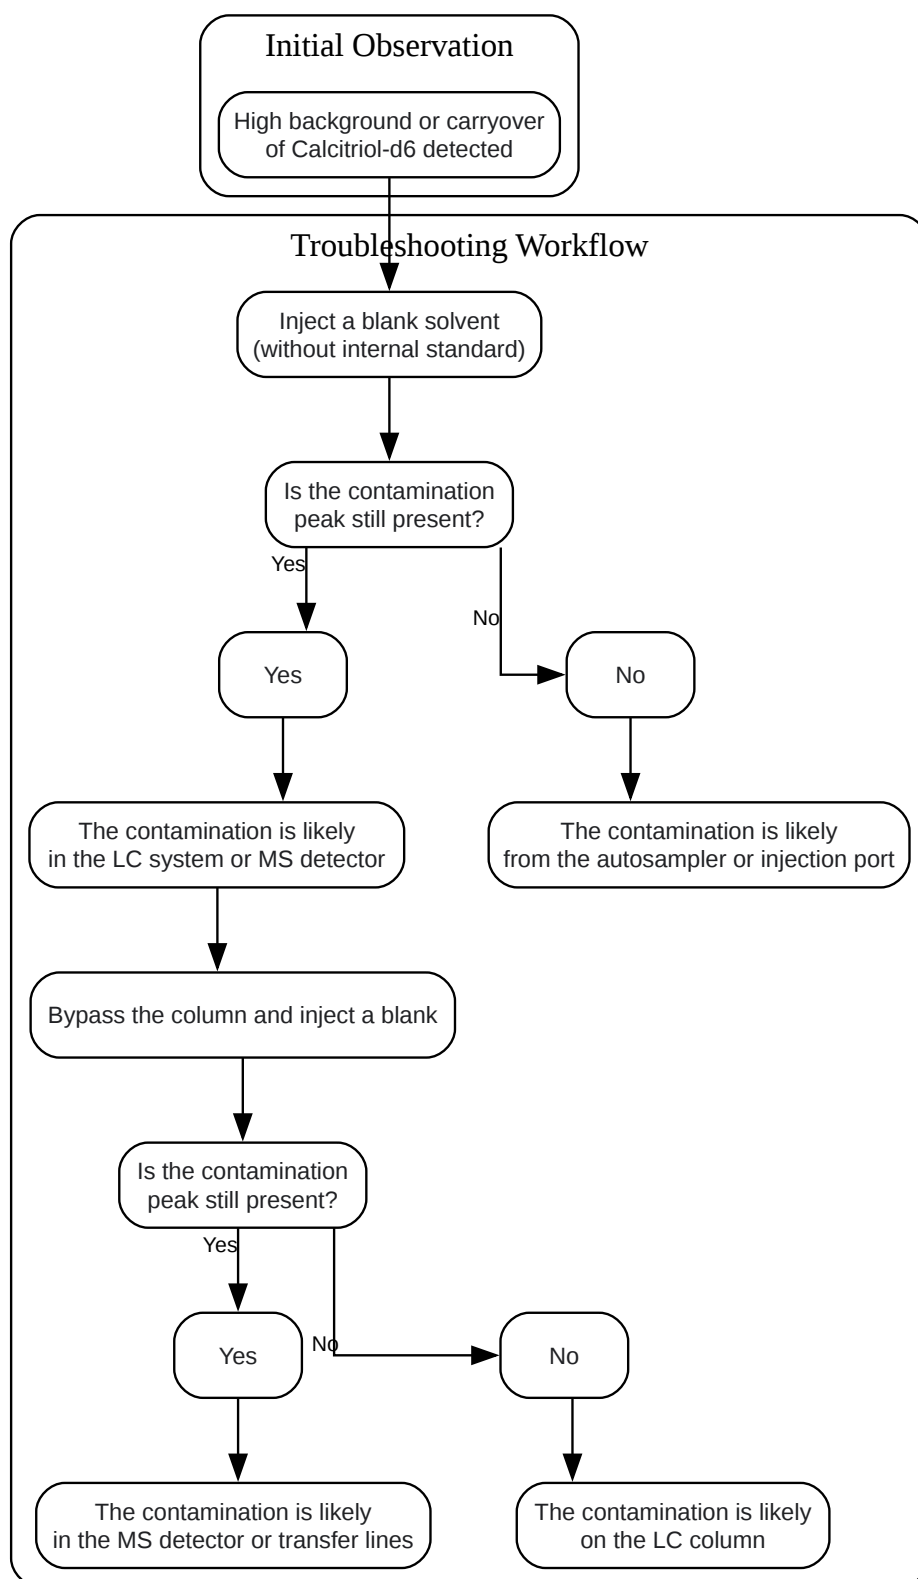 Initial Observation
High background or carryover
of Calcitriol-d6 detected
Troubleshooting Workflow
Inject a blank solvent
(without internal standard)
Is the contamination
peak still present?
Yes
No
Yes
No
The contamination is likely
in the LC system or MS detector
The contamination is likely
from the autosampler or injection port
Bypass the column and inject a blank
Is the contamination
peak still present?
Yes
No
Yes
No
The contamination is likely
in the MS detector or transfer lines
The contamination is likely
on the LC column